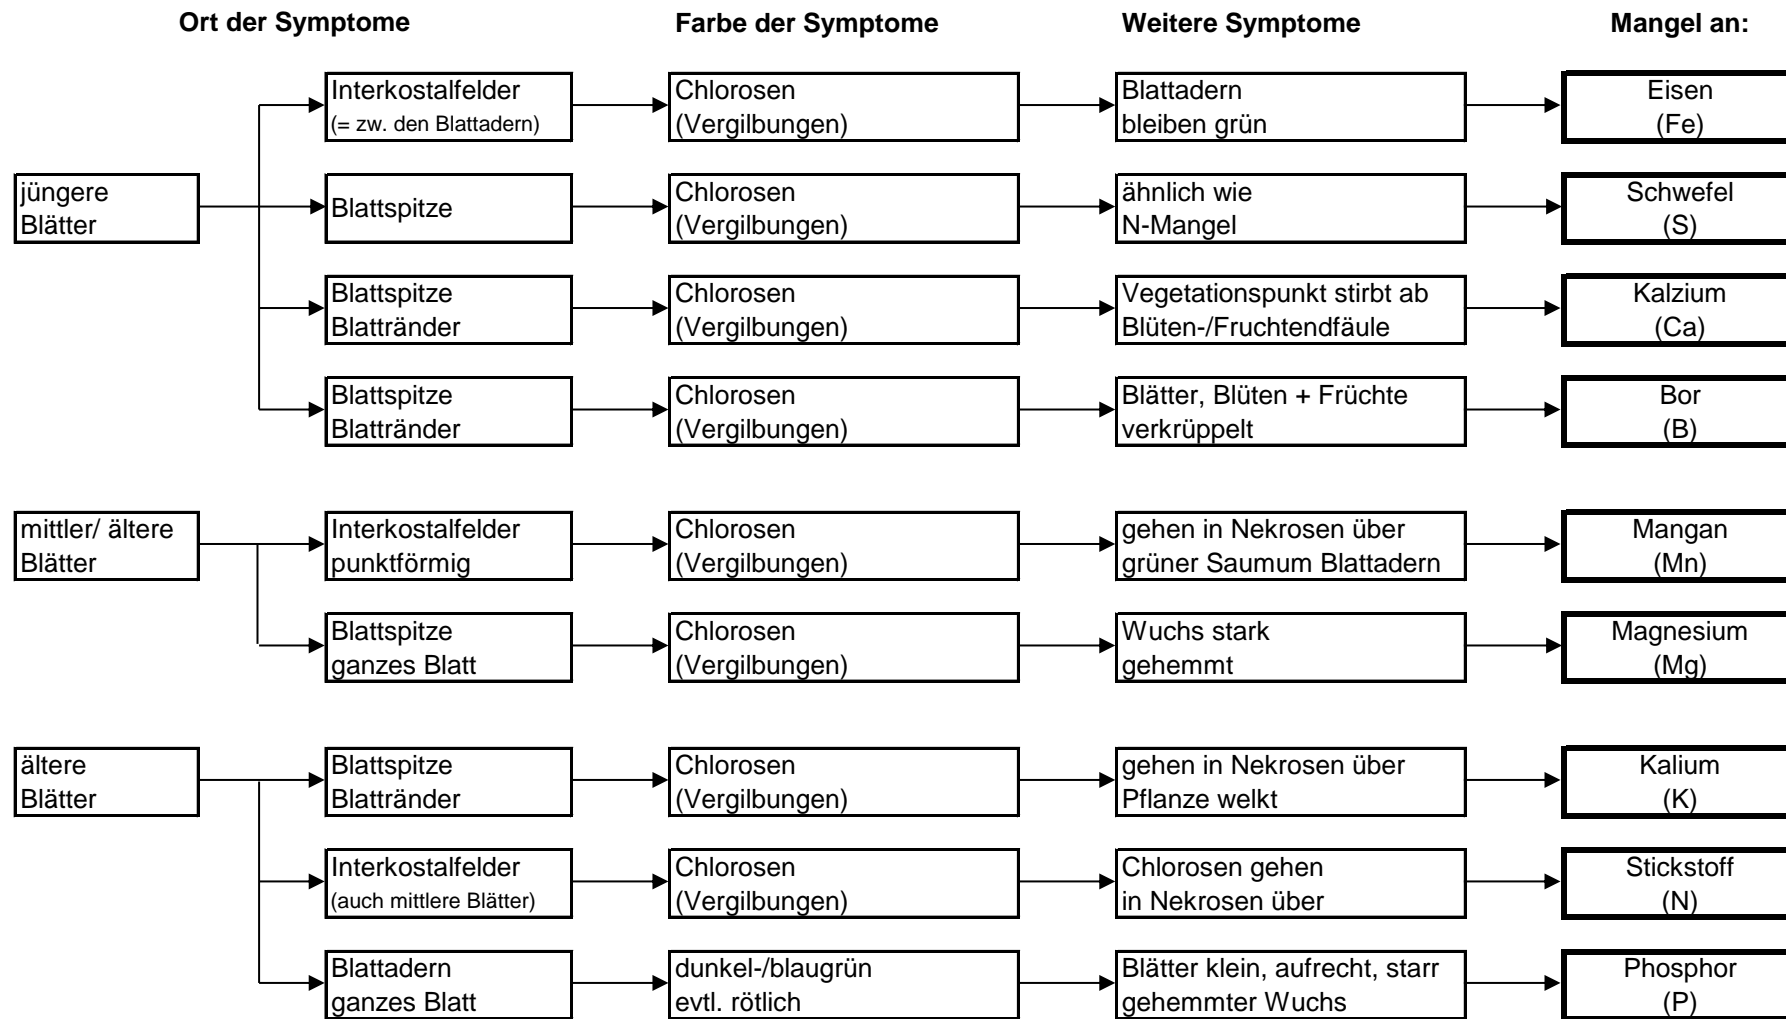 Ort der Symptome Farbe der Symptome Weitere Symptome Mangel an:
Interkostalfelder Chlorosen Blattadern Eisen
(= zw. den Blattadern) (Vergilbungen) bleiben grün (Fe)
jüngere Blattspitze Chlorosen ähnlich wie Schwefel
Blätter (Vergilbungen) N-Mangel (S)
Blattspitze Chlorosen Vegetationspunkt stirbt ab Kalzium
Blattränder (Vergilbungen) Blüten-/Fruchtendfäule (Ca)
Blattspitze Chlorosen Blätter, Blüten + Früchte Bor
Blattränder (Vergilbungen) verkrüppelt (B)
mittler/ ältere Interkostalfelder Chlorosen gehen in Nekrosen über Mangan
Blätter punktförmig (Vergilbungen) grüner Saumum Blattadern (Mn)
Blattspitze Chlorosen Wuchs stark Magnesium
ganzes Blatt (Vergilbungen) gehemmt (Mg)
ältere Blattspitze Chlorosen gehen in Nekrosen über Kalium
Blätter Blattränder (Vergilbungen) Pflanze welkt (K)
Interkostalfelder Chlorosen Chlorosen gehen Stickstoff
(auch mittlere Blätter) (Vergilbungen) in Nekrosen über (N)
Blattadern dunkel-/blaugrün Blätter klein, aufrecht, starr Phosphor
ganzes Blatt evtl. rötlich gehemmter Wuchs (P)